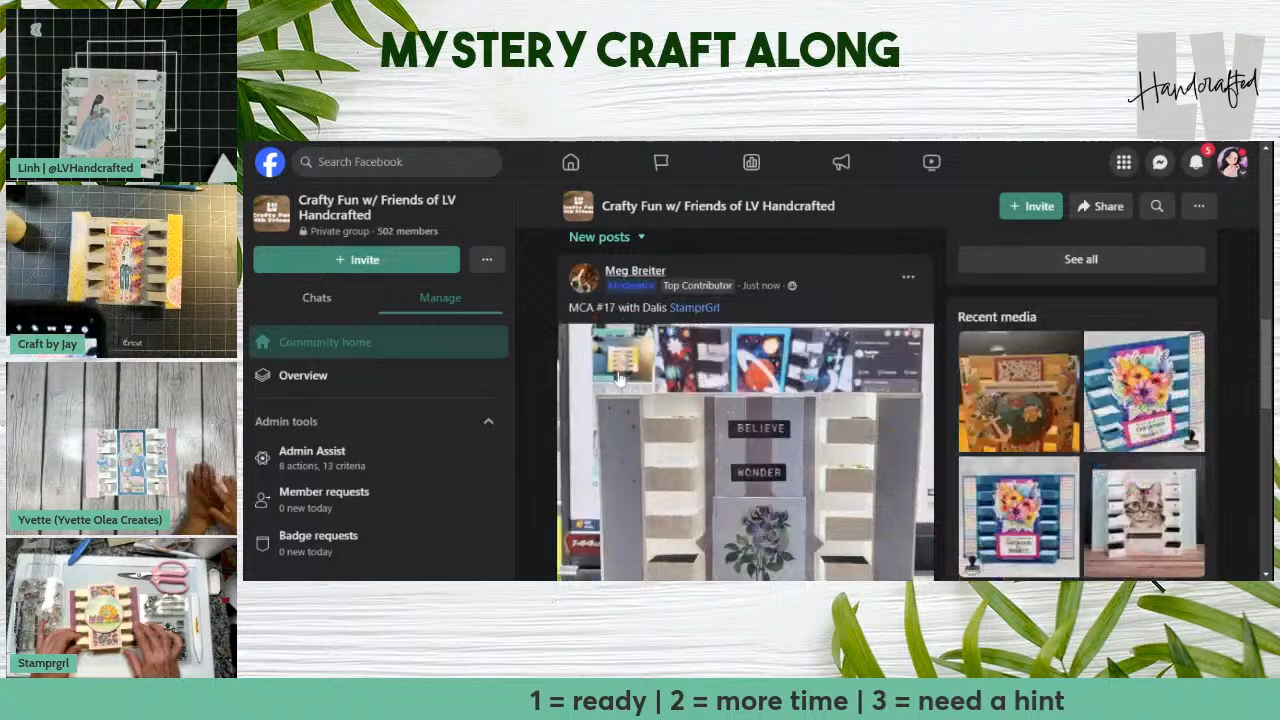 MYSTERY CRAFT ALONG
Handcrafted
Linh | @LVHandcrafted
Craft by Jay
Cricut
Yvette (Yvette Olea Creates)
Stamprgrl
Search Facebook
5
Crafty Fun w/ Friends of LV
Handcrafted
Private group · 502 members
+ Invite
Chats
Manage
Community home
Overview
Admin tools
Admin Assist
8 actions, 13 criteria
Member requests
0 new today
Badge requests
0 new today
Crafty Fun w/ Friends of LV Handcrafted
+ Invite
Share
New posts
Meg Breiter
Moderator Top Contributor · Just now ·
MCA #17 with Dalis StamprGrl
BELIEVE
WONDER
See all
Recent media
1 = ready | 2 = more time | 3 = need a hint